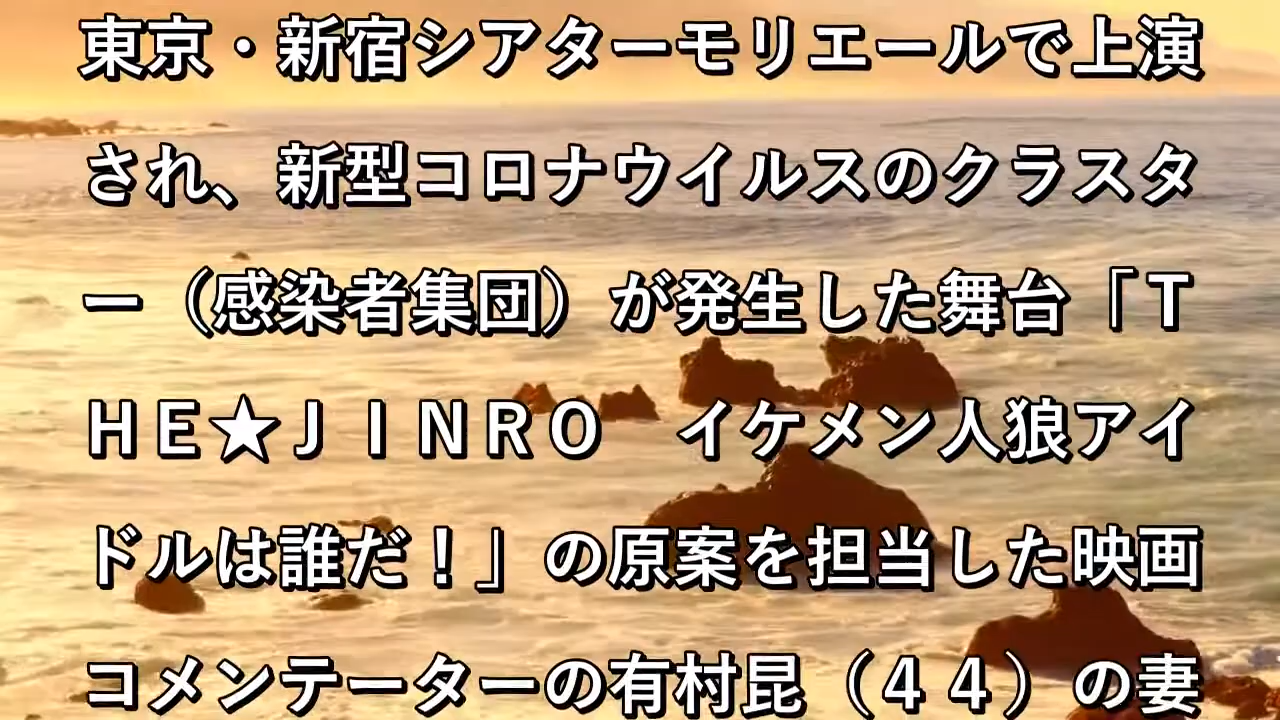 東京・新宿シアターモリエールで上演
され、新型コロナウイルスのクラスタ
ー（感染者集団）が発生した舞台「Ｔ
ＨＥ★ＪＩＮＲＯ　イケメン人狼アイ
ドルは誰だ！」の原案を担当した映画
コメンテーターの有村昆（４４）の妻